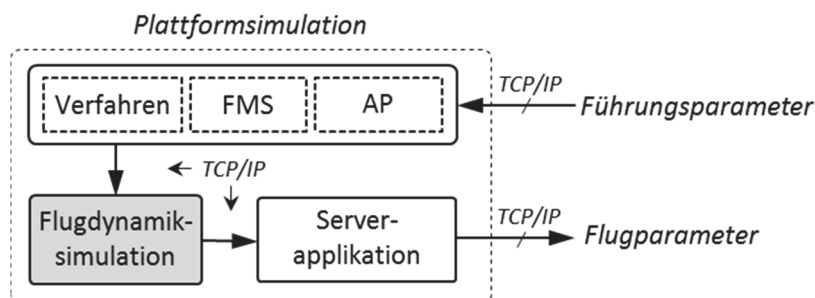 Plattformsimulation
Verfahren FMS AP
TCP/IP
Führungsparameter
TCP/IP
Flugdynamik-
simulation
Server-
applikation
TCP/IP
Flugparameter